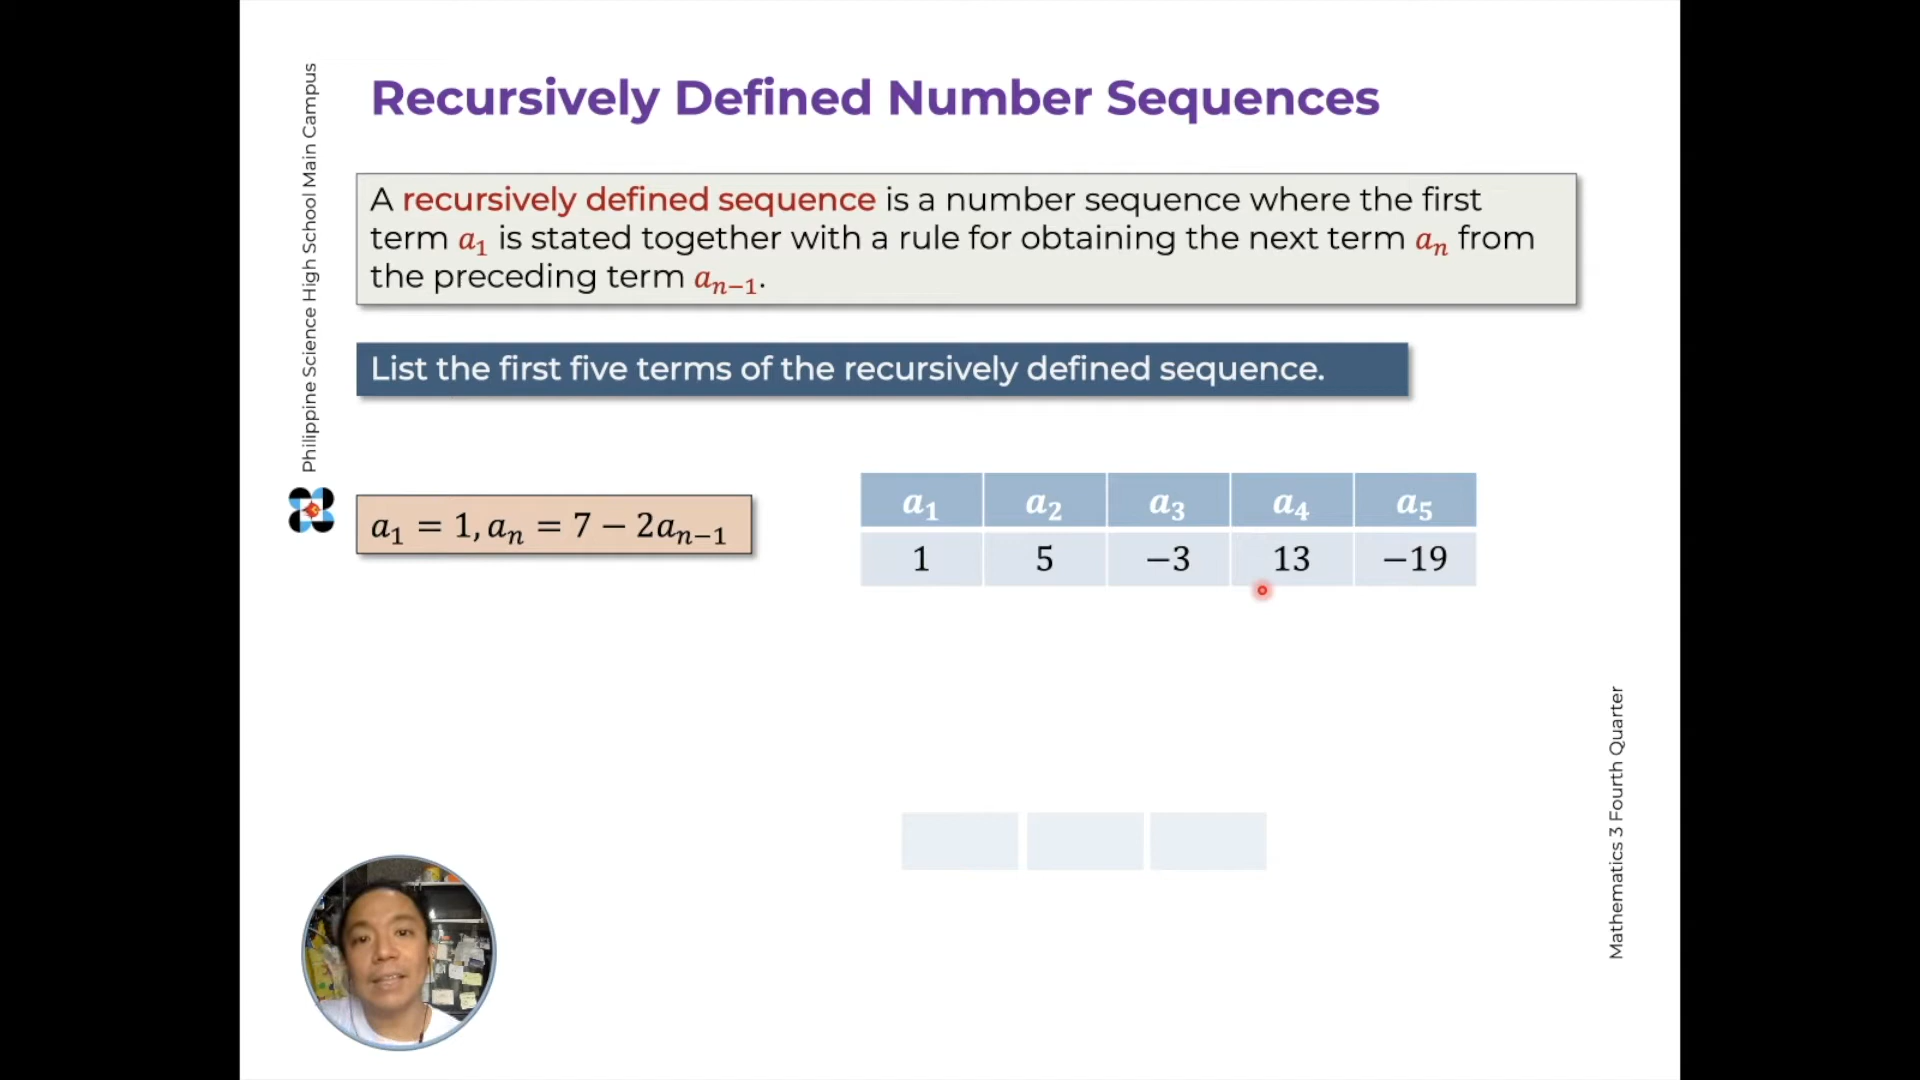 Recursively Defined Number Sequences
Philippine Science High School Main Campus
A recursively defined sequence is a number sequence where the first
term a₁ is stated together with a rule for obtaining the next term aₙ from
the preceding term aₙ₋₁.
List the first five terms of the recursively defined sequence.
a₁ = 1, aₙ = 7 − 2aₙ₋₁
a₁ a₂ a₃ a₄ a₅
1 5 −3 13 −19
Mathematics 3 Fourth Quarter